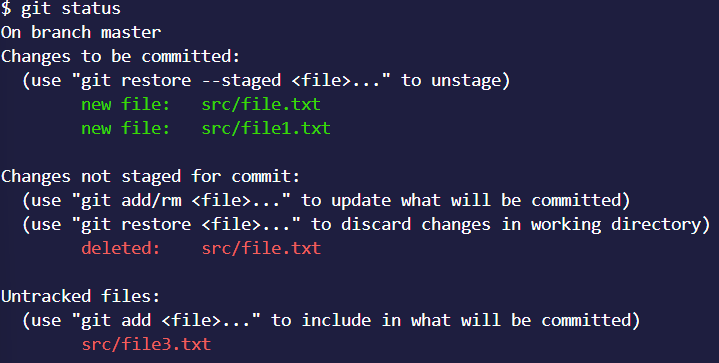 $ git status
On branch master
Changes to be committed:
  (use "git restore --staged <file>..." to unstage)
        new file:   src/file.txt
        new file:   src/file1.txt

Changes not staged for commit:
  (use "git add/rm <file>..." to update what will be committed)
  (use "git restore <file>..." to discard changes in working directory)
        deleted:    src/file.txt

Untracked files:
  (use "git add <file>..." to include in what will be committed)
        src/file3.txt